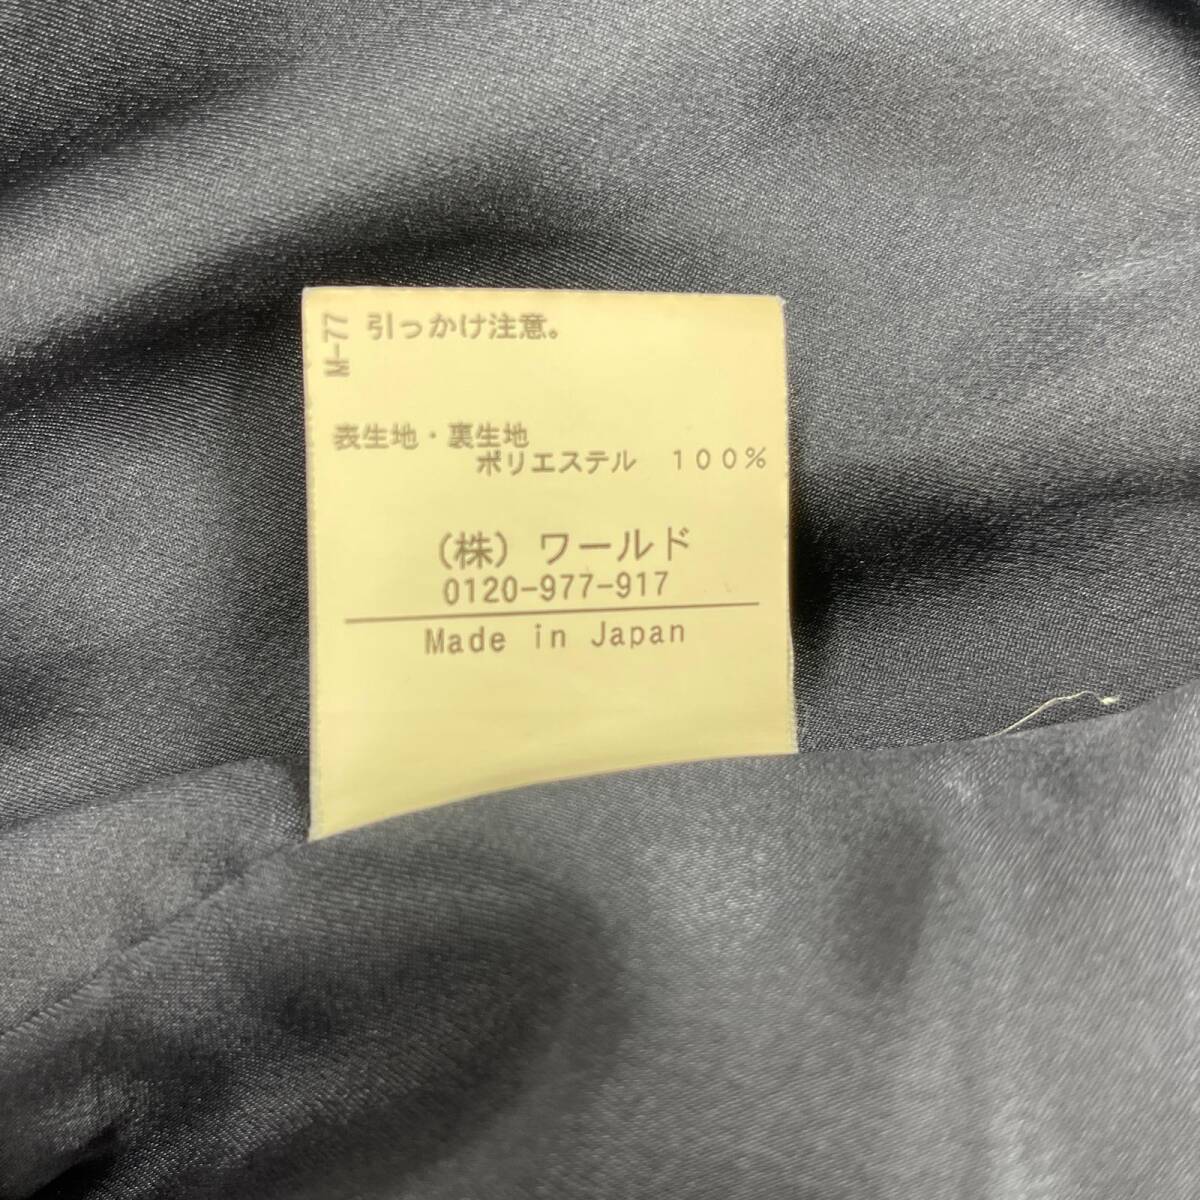 M-77
引っかけ注意。
表生地・裏生地
ポリエステル　１００％
（株）ワールド
0120-977-917
Made in Japan